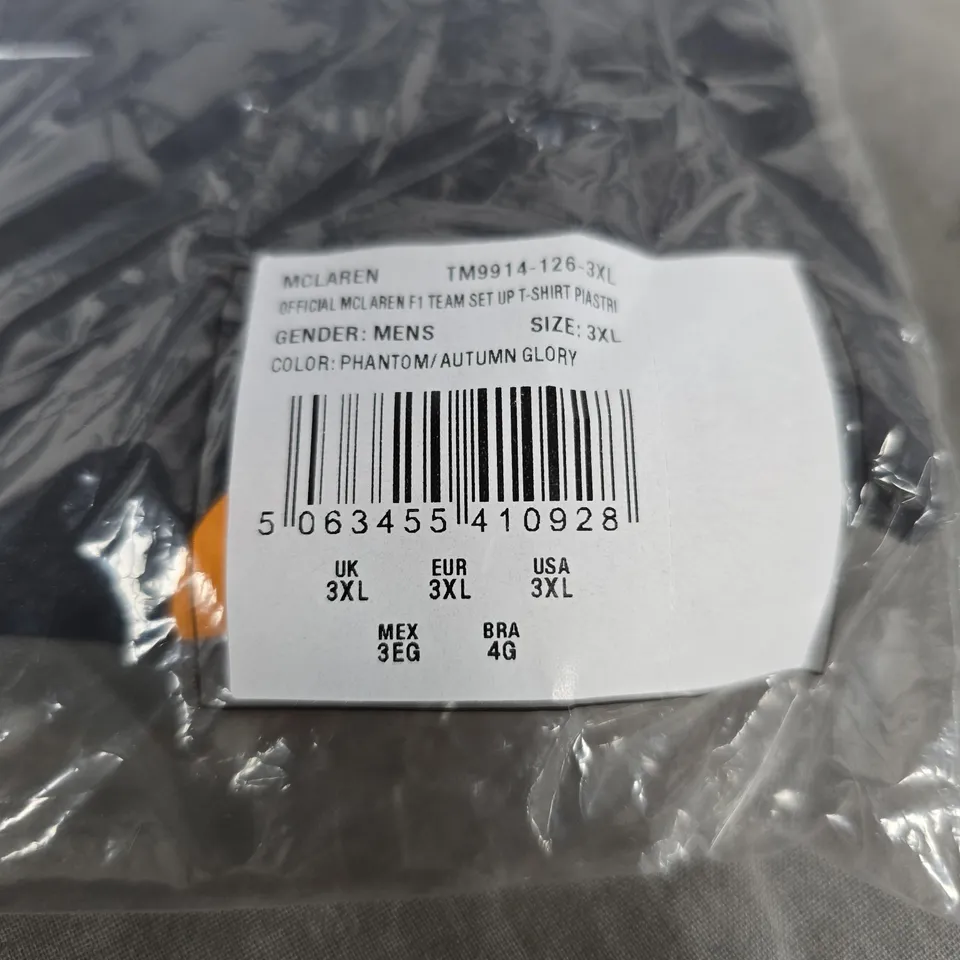 MCLAREN TM9914-126-3XL
OFFICIAL MCLAREN F1 TEAM SET UP T-SHIRT PIASTRI
GENDER: MENS SIZE: 3XL
COLOR: PHANTOM/AUTUMN GLORY
5 063455 410928
UK EUR USA
3XL 3XL 3XL
MEX BRA
3EG 4G